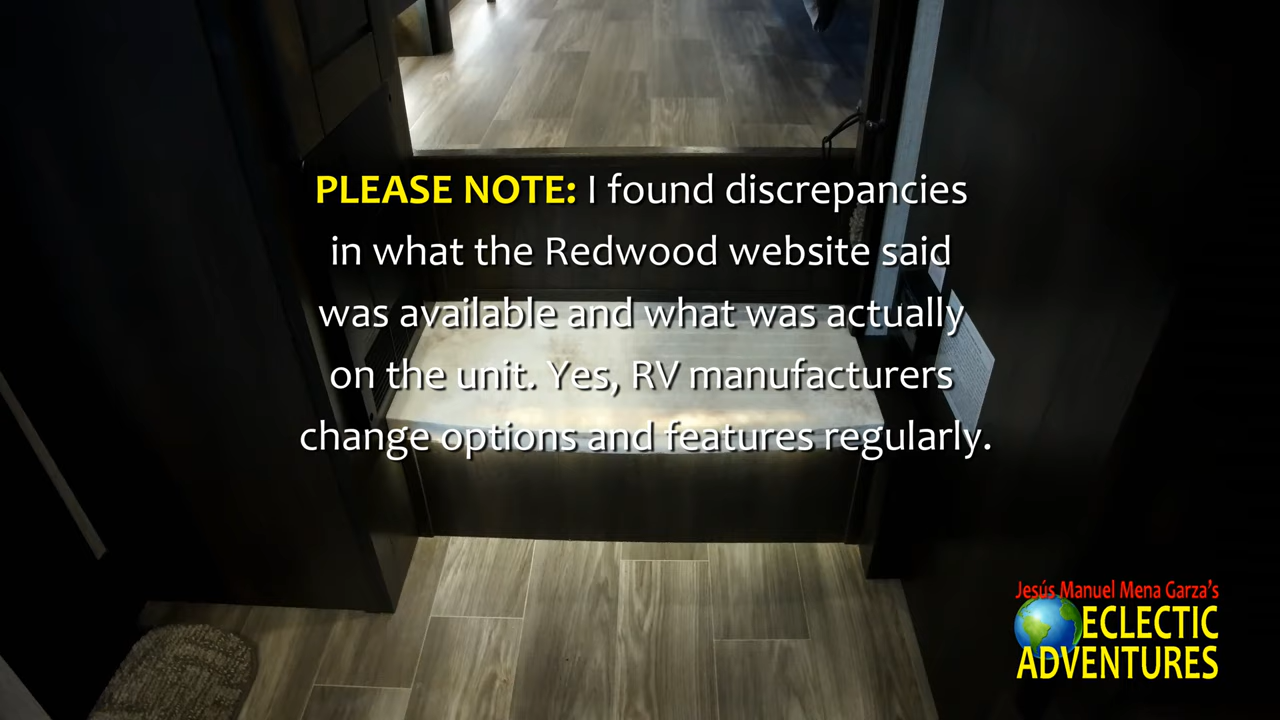 PLEASE NOTE: I found discrepancies
in what the Redwood website said
was available and what was actually
on the unit. Yes, RV manufacturers
change options and features regularly.
Jesús Manuel Mena Garza's
ECLECTIC
ADVENTURES